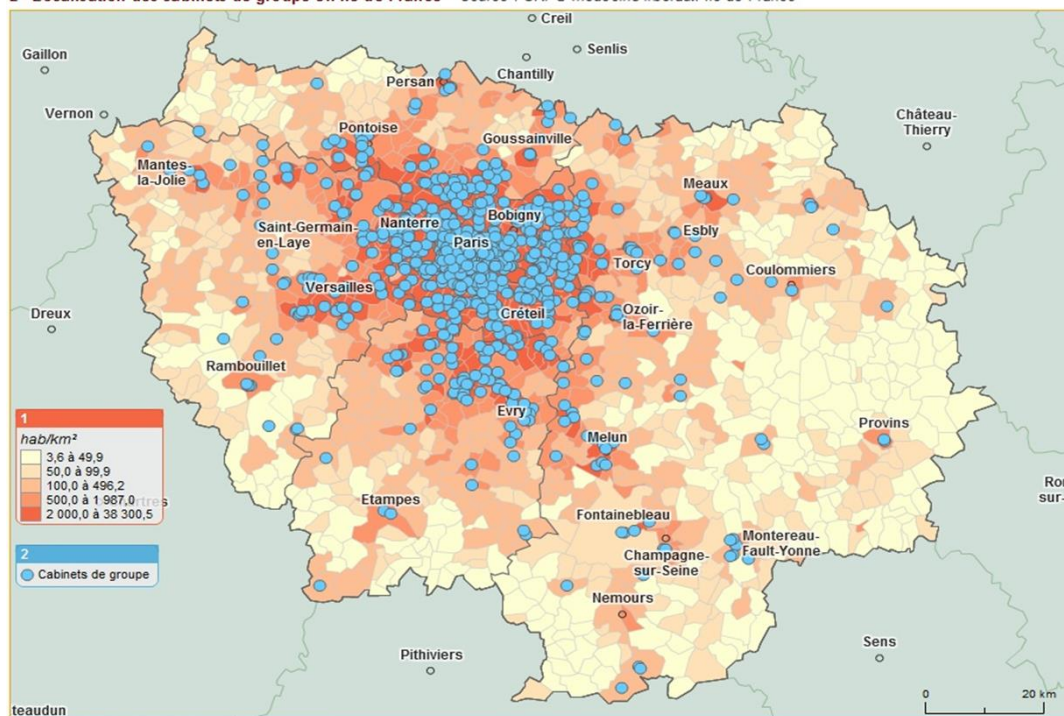 Creil
Gaillon
Senlis
Chantilly
Persan
Vernon
Château-
Thierry
Pontoise
Goussainville
Mantes-
la-Jolie
Meaux
Nanterre
Bobigny
Saint-Germain-
en-Laye
Esbly
Paris
Torcy
Coulommiers
Versailles
Dreux
Créteil
Ozoir-
la-Ferrière
Rambouillet
1
hab/km²
3,6 à 49,9
50,0 à 99,9
100,0 à 496,2
500,0 à 1 987,0
2 000,0 à 38 300,5
Evry
Provins
Melun
Etampes
Fontainebleau
Montereau-
Fault-Yonne
Champagne-
sur-Seine
2
Cabinets de groupe
Nemours
Pithiviers
Sens
0
20 km
teaudun